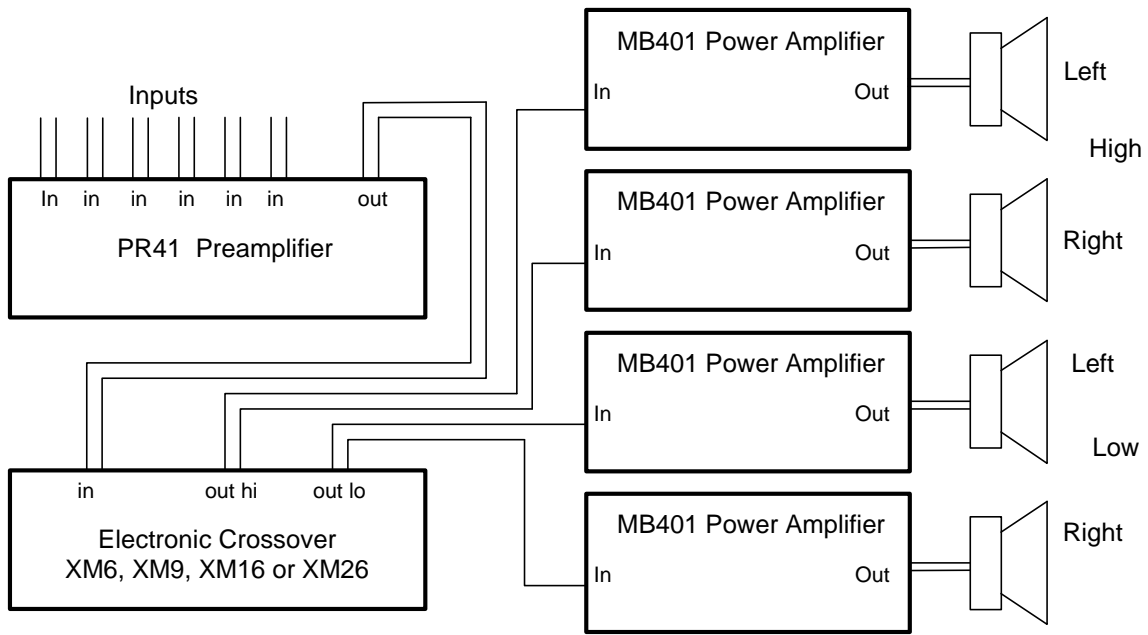 Inputs
In in in in in in out
PR41 Preamplifier
in out hi out lo
Electronic Crossover
XM6, XM9, XM16 or XM26
MB401 Power Amplifier
In Out
Left
High
MB401 Power Amplifier
In Out
Right
MB401 Power Amplifier
In Out
Left
Low
MB401 Power Amplifier
In Out
Right